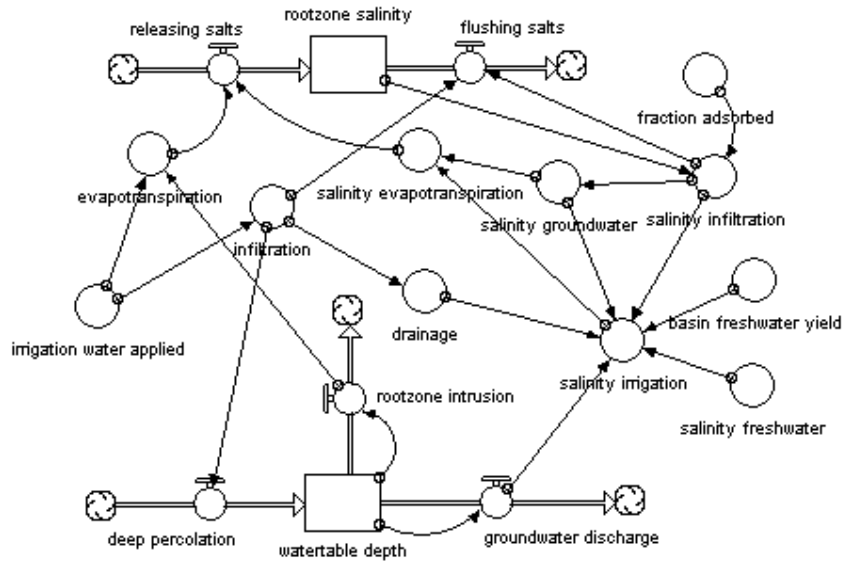 rootzone salinity
releasing salts
flushing salts
fraction adsorbed
evapotranspiration
salinity evapotranspiration
salinity groundwater
salinity infiltration
infiltration
irrigation water applied
drainage
basin freshwater yield
salinity irrigation
rootzone intrusion
salinity freshwater
deep percolation
watertable depth
groundwater discharge